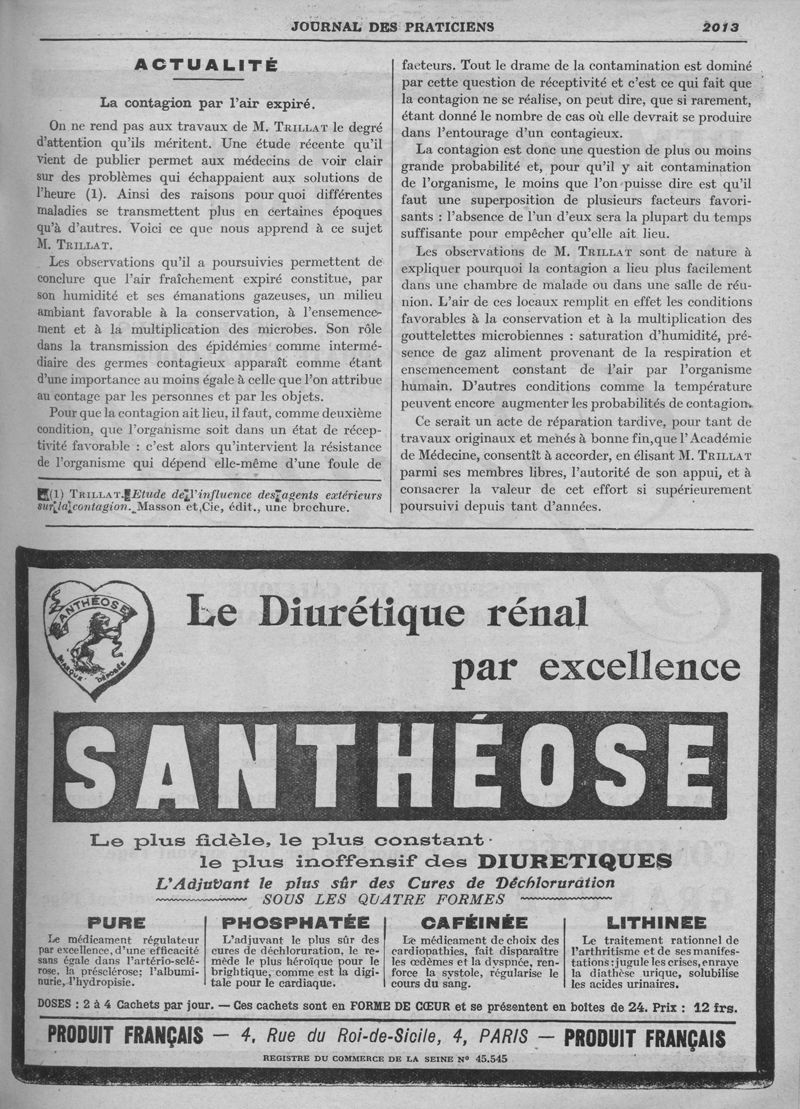 JOURNAL DES PRATICIENS 2013
ACTUALITÉ
La contagion par l'air expiré.
On ne rend pas aux travaux de M. TRILLAT le degré
d'attention qu'ils méritent. Une étude récente qu'il
vient de publier permet aux médecins de voir clair
sur des problèmes qui échappaient aux solutions de
l'heure (1). Ainsi des raisons pour quoi différentes
maladies se transmettent plus en certaines époques
qu'à d'autres. Voici ce que nous apprend à ce sujet
M. TRILLAT.
Les observations qu'il a poursuivies permettent de
conclure que l'air fraîchement expiré constitue, par
son humidité et ses émanations gazeuses, un milieu
ambiant favorable à la conservation, à l'ensemence-
ment et à la multiplication des microbes. Son rôle
dans la transmission des épidémies comme intermé-
diaire des germes contagieux apparaît comme étant
d'une importance au moins égale à celle que l'on attribue
au contage par les personnes et par les objets.
Pour que la contagion ait lieu, il faut, comme deuxième
condition, que l'organisme soit dans un état de récep-
tivité favorable : c'est alors qu'intervient la résistance
de l'organisme qui dépend elle-même d'une foule de
(1) TRILLAT. Etude de l'influence des agents extérieurs
sur la contagion. Masson et Cie, édit., une brochure.
facteurs. Tout le drame de la contamination est dominé
par cette question de réceptivité et c'est ce qui fait que
la contagion ne se réalise, on peut dire, que si rarement,
étant donné le nombre de cas où elle devrait se produire
dans l'entourage d'un contagieux.
La contagion est donc une question de plus ou moins
grande probabilité et, pour qu'il y ait contamination
de l'organisme, le moins que l'on puisse dire est qu'il
faut une superposition de plusieurs facteurs favori-
sants : l'absence de l'un d'eux sera la plupart du temps
suffisante pour empêcher qu'elle ait lieu.
Les observations de M. TRILLAT sont de nature à
expliquer pourquoi la contagion a lieu plus facilement
dans une chambre de malade ou dans une salle de réu-
nion. L'air de ces locaux remplit en effet les conditions
favorables à la conservation et à la multiplication des
gouttelettes microbiennes : saturation d'humidité, pré-
sence de gaz aliment provenant de la respiration et
ensemencement constant de l'air par l'organisme
humain. D'autres conditions comme la température
peuvent encore augmenter les probabilités de contagion.
Ce serait un acte de réparation tardive, pour tant de
travaux originaux et menés à bonne fin, que l'Académie
de Médecine, consentît à accorder, en élisant M. TRILLAT
parmi ses membres libres, l'autorité de son appui, et à
consacrer la valeur de cet effort si supérieurement
poursuivi depuis tant d'années.
SANTHÉOSE
MARQUE DÉPOSÉE
Le Diurétique rénal
par excellence
SANTHÉOSE
Le plus fidèle, le plus constant
le plus inoffensif des DIURETIQUES
L'Adjuvant le plus sûr des Cures de Déchloruration
SOUS LES QUATRE FORMES
PURE
Le médicament régulateur
par excellence, d'une efficacité
sans égale dans l'artério-sclé-
rose, la présclérose; l'albumi-
nurie, l'hydropisie.
PHOSPHATÉE
L'adjuvant le plus sûr des
cures de déchloruration, le re-
mède le plus héroïque pour le
brightique, comme est la digi-
tale pour le cardiaque.
CAFÉINÉE
Le médicament de choix des
cardiopathies, fait disparaître
les œdèmes et la dyspnée, ren-
force la systole, régularise le
cours du sang.
LITHINÉE
Le traitement rationnel de
l'arthritisme et de ses manifes-
tations : jugule les crises, enraye
la diathèse urique, solubilise
les acides urinaires.
DOSES : 2 à 4 Cachets par jour. — Ces cachets sont en FORME DE CŒUR et se présentent en boîtes de 24. Prix : 12 frs.
PRODUIT FRANÇAIS — 4, Rue du Roi-de-Sicile, 4, PARIS — PRODUIT FRANÇAIS
REGISTRE DU COMMERCE DE LA SEINE N° 45.545